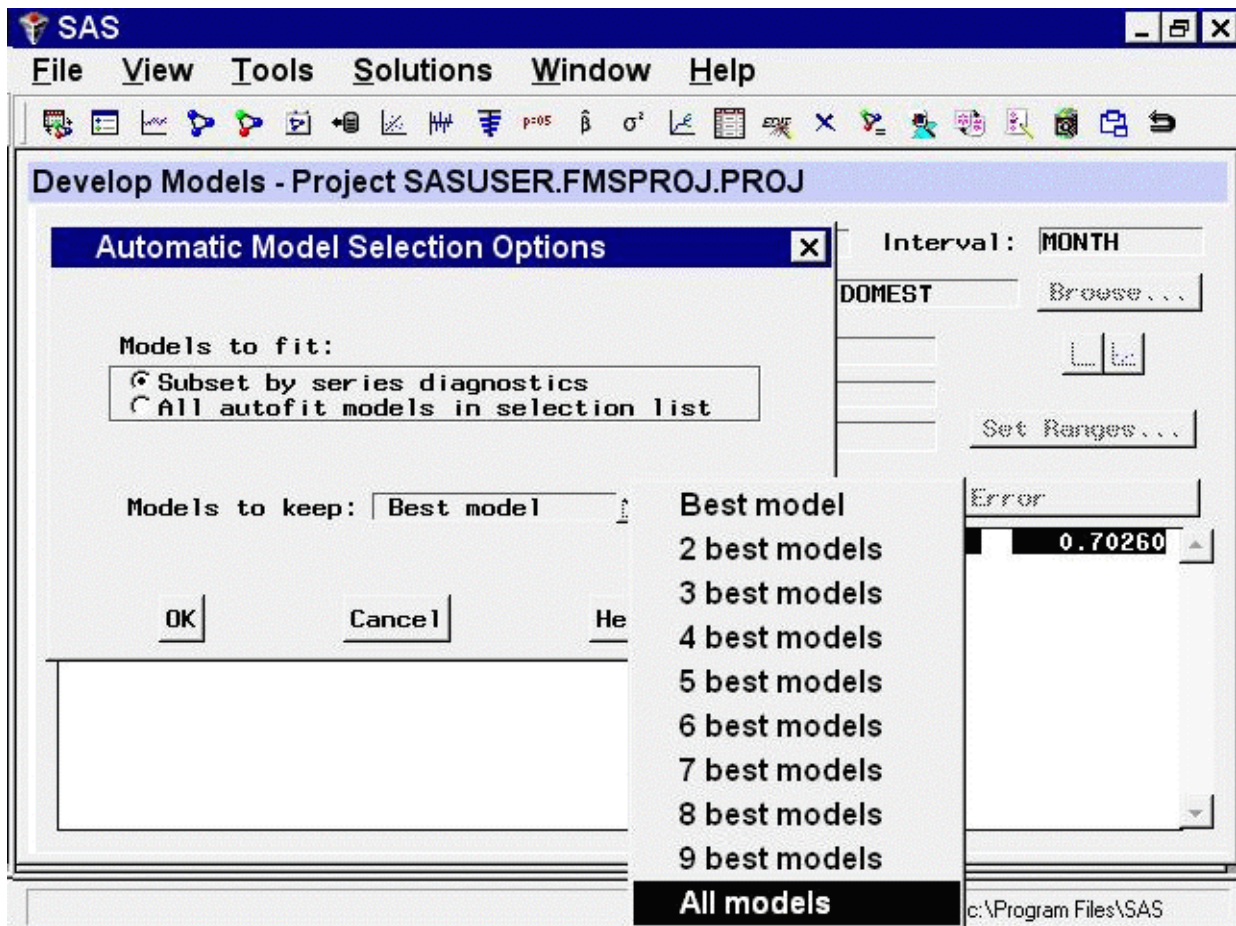 SAS
File View Tools Solutions Window Help
Develop Models - Project SASUSER.FMSPROJ.PROJ
Automatic Model Selection Options
Interval: MONTH
DOMEST Browse...
Models to fit:
Subset by series diagnostics
All autofit models in selection list
Set Ranges...
Models to keep: Best model
Error
0.70260
OK Cancel He
Best model
2 best models
3 best models
4 best models
5 best models
6 best models
7 best models
8 best models
9 best models
All models
c:\Program Files\SAS